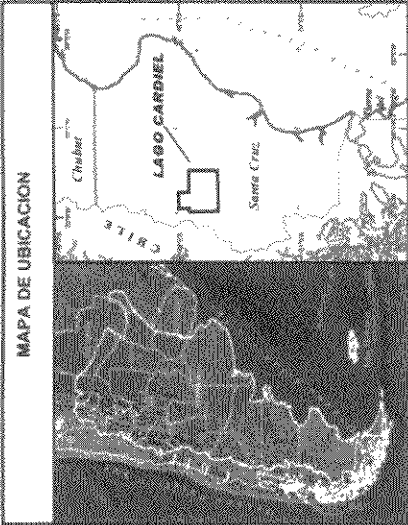 MAPA DE UBICACION
Chubut
LAGO CARDIEL
CHILE
Santa Cruz